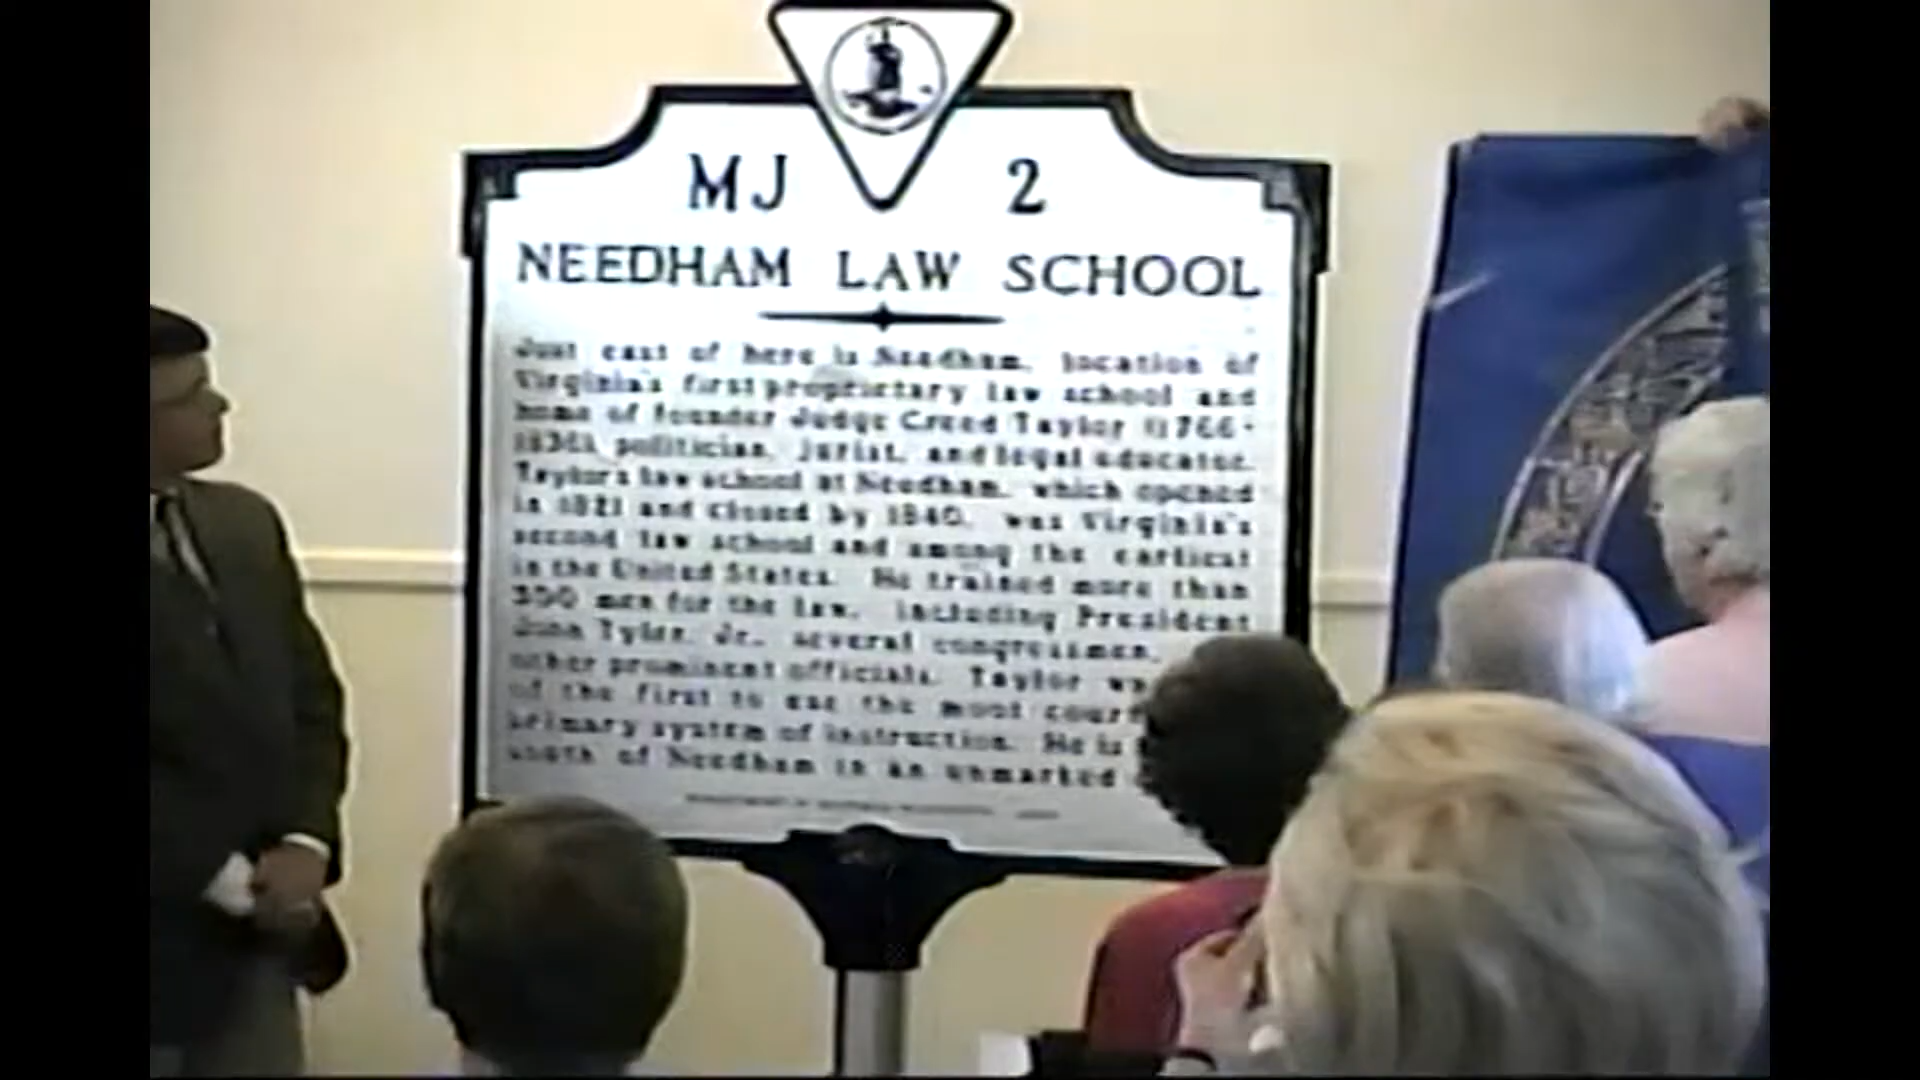 MJ 2
NEEDHAM LAW SCHOOL
Just east of here is Needham, location of
Virginia's first proprietary law school and
home of founder Judge Creed Taylor (1766-
1836), politician, jurist, and legal educator.
Taylor's law school at Needham, which opened
in 1821 and closed by 1840, was Virginia's
second law school and among the earliest
in the United States. He trained more than
300 men for the law, including President
John Tyler, Jr., several congressmen,
other prominent officials. Taylor
of the first to use the moot
primary system of instruction. He is
south of Needham in an unmarked